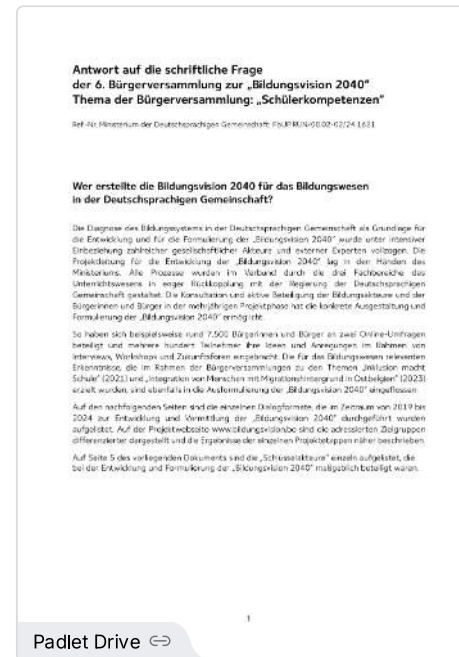 Antwort auf die schriftliche Frage
der 6. Bürgerversammlung zur „Bildungsvision 2040“
Thema der Bürgerversammlung: „Schülerkompetenzen“
Ref.-Nr. Ministerium der Deutschsprachigen Gemeinschaft:
Wer erstellte die Bildungsvision 2040 für das Bildungswesen
in der Deutschsprachigen Gemeinschaft?
Die Diagnose des Bildungssystems in der Deutschsprachigen Gemeinschaft als Grundlage für
die Entwicklung und für die Formulierung der „Bildungsvision 2040“ wurde unter intensiver
Einbeziehung zahlreicher gesellschaftlicher Akteure und externer Experten vollzogen. Die
Projektleitung für die Entwicklung der „Bildungsvision 2040“ lag in den Händen des
Ministeriums. Alle Prozesse wurden im Verbund durch die drei Fachbereiche des
Unterrichtswesens in enger Rückkopplung mit der Regierung der Deutschsprachigen
Gemeinschaft gestaltet. Die Konsultation und aktive Beteiligung der Bildungsakteure und der
Bürgerinnen und Bürger in der mehrjährigen Projektphase hat die konkrete Ausgestaltung und
Formulierung der „Bildungsvision 2040“ ermöglicht.
So haben sich beispielsweise rund 7.500 Bürgerinnen und Bürger an zwei Online-Umfragen
beteiligt und mehrere hundert Teilnehmer ihre Ideen und Anregungen im Rahmen von
Interviews, Workshops und Zukunftsforen eingebracht. Die für das Bildungswesen relevanten
Erkenntnisse, die im Rahmen der Bürgerversammlungen zu den Themen „Inklusion macht
Schule“ (2021) und „Integration von Menschen mit Migrationshintergrund in Ostbelgien“ (2023)
erzielt wurden, sind ebenfalls in die Ausformulierung der „Bildungsvision 2040“ eingeflossen.
Auf den nachfolgenden Seiten sind die einzelnen Dialogformate, die im Zeitraum von 2019 bis
2024 zur Entwicklung und Vermittlung der „Bildungsvision 2040“ durchgeführt wurden
aufgelistet. Auf der Projektwebseite www.bildungsvision.be sind die adressierten Zielgruppen
differenzierter dargestellt und die Ergebnisse der einzelnen Projektetappen näher beschrieben.
Auf Seite 5 des vorliegenden Dokuments sind die „Schlüsselakteure“ einzeln aufgelistet, die
bei der Entwicklung und Formulierung der „Bildungsvision 2040“ maßgeblich beteiligt waren.
1
Padlet Drive